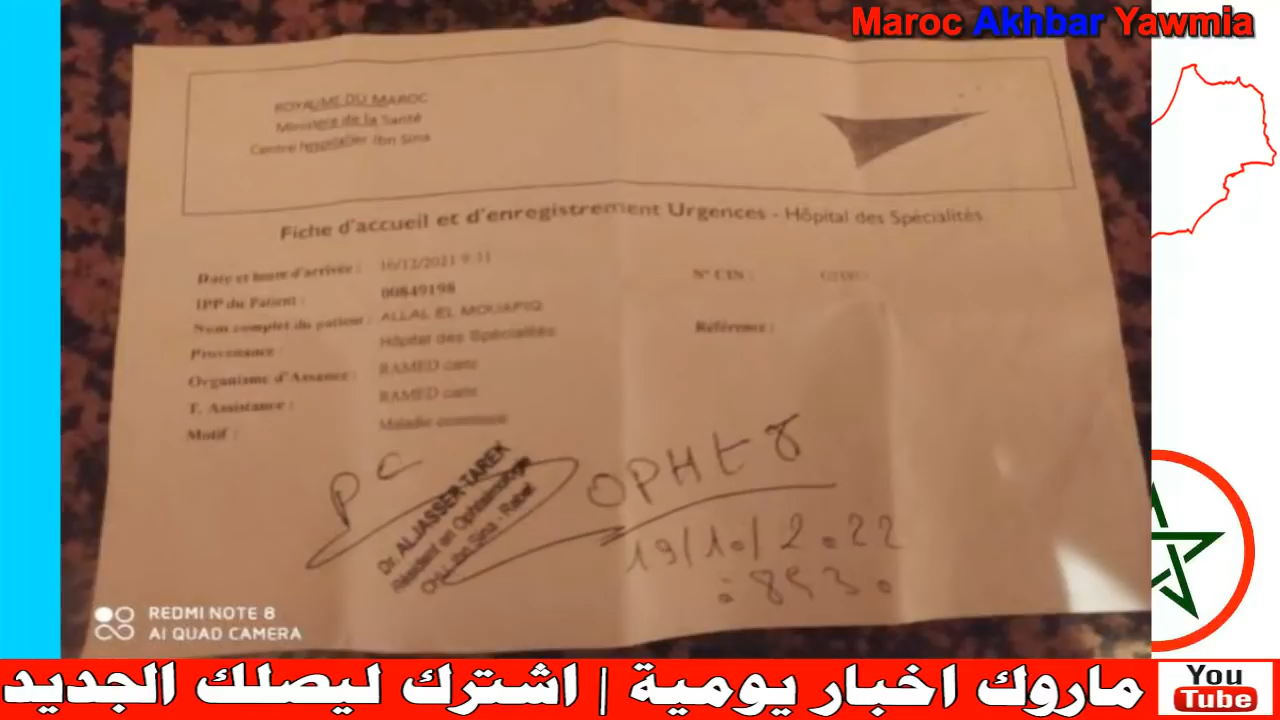 Maroc Akhbar Yawmia
ROYAUME DU MAROC
Ministère de la Santé
Centre hospitalier Ibn Sina
Fiche d'accueil et d'enregistrement Urgences - Hôpital des Spécialités
Date et heure d'arrivée : 16/12/2021 9:11
N° CIN :
IPP du Patient : 00849198
Nom complet du patient : ALLAL EL MOUAFIQ
Référence :
Provenance : Hôpital des Spécialités
Organisme d'Assance : RAMED carte
T. Assistance : RAMED carte
Motif : Maladie commune
PC
OPHT
Dr. ALJASSER TAREK
Résident en Ophtalmologie
CHU. Ibn Sina - Rabat
19/10/2022
à 8h30
REDMI NOTE 8
AI QUAD CAMERA
ماروك اخبار يومية | اشترك ليصلك الجديد
You
Tube